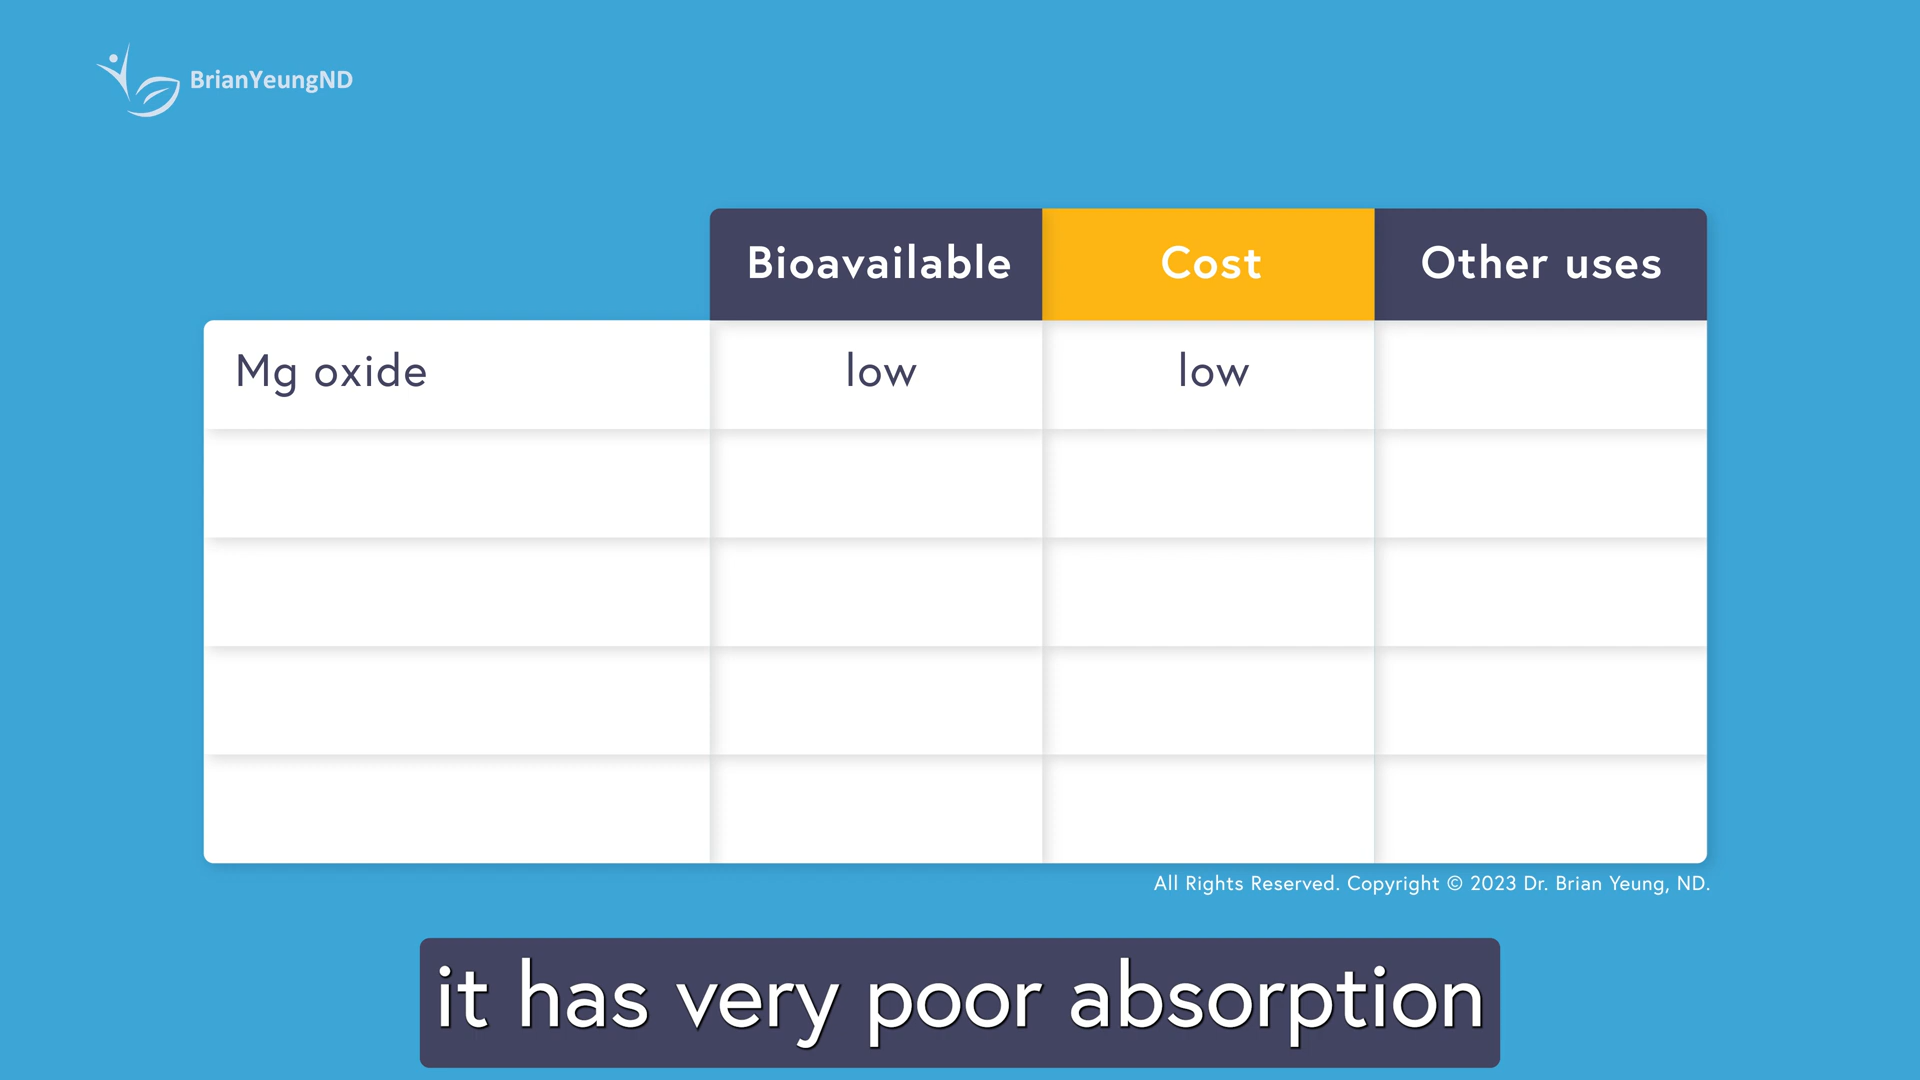 BrianYeungND
Bioavailable Cost Other uses
Mg oxide low low
All Rights Reserved. Copyright © 2023 Dr. Brian Yeung, ND.
it has very poor absorption